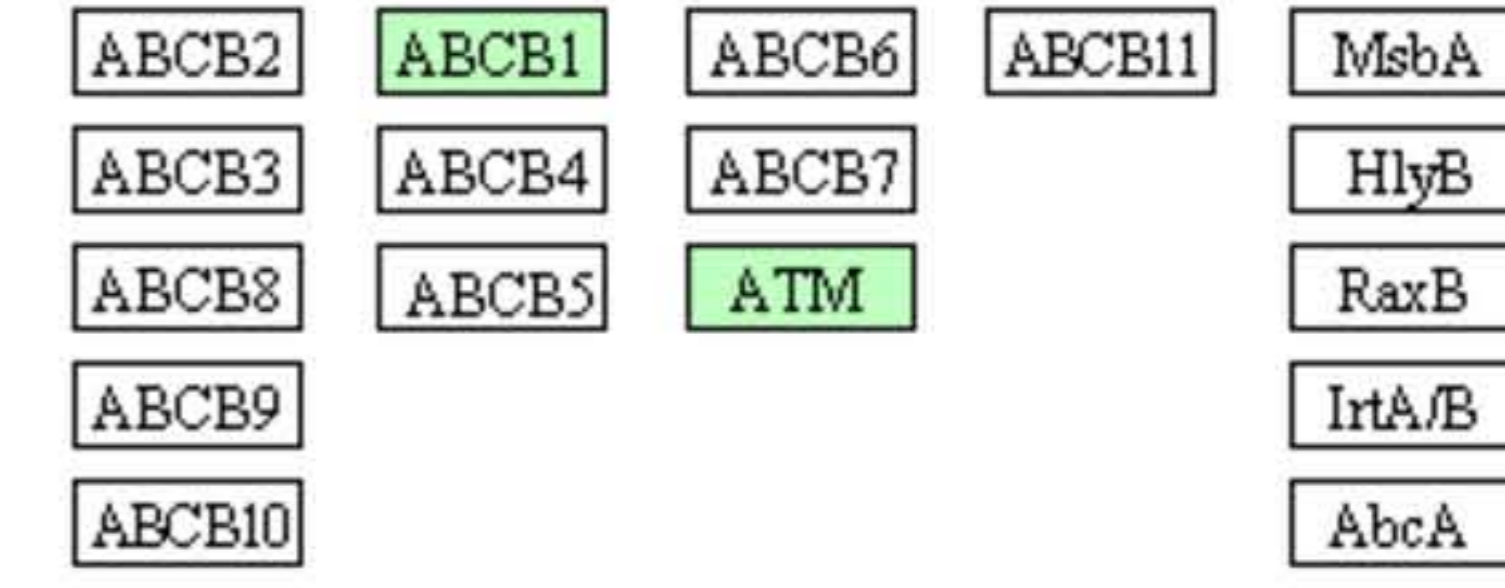 ABCB2 ABCB1 ABCB6 ABCB11 MsbA
ABCB3 ABCB4 ABCB7 HlyB
ABCB8 ABCB5 ATM RaxB
ABCB9 IrtA/B
ABCB10 AbcA